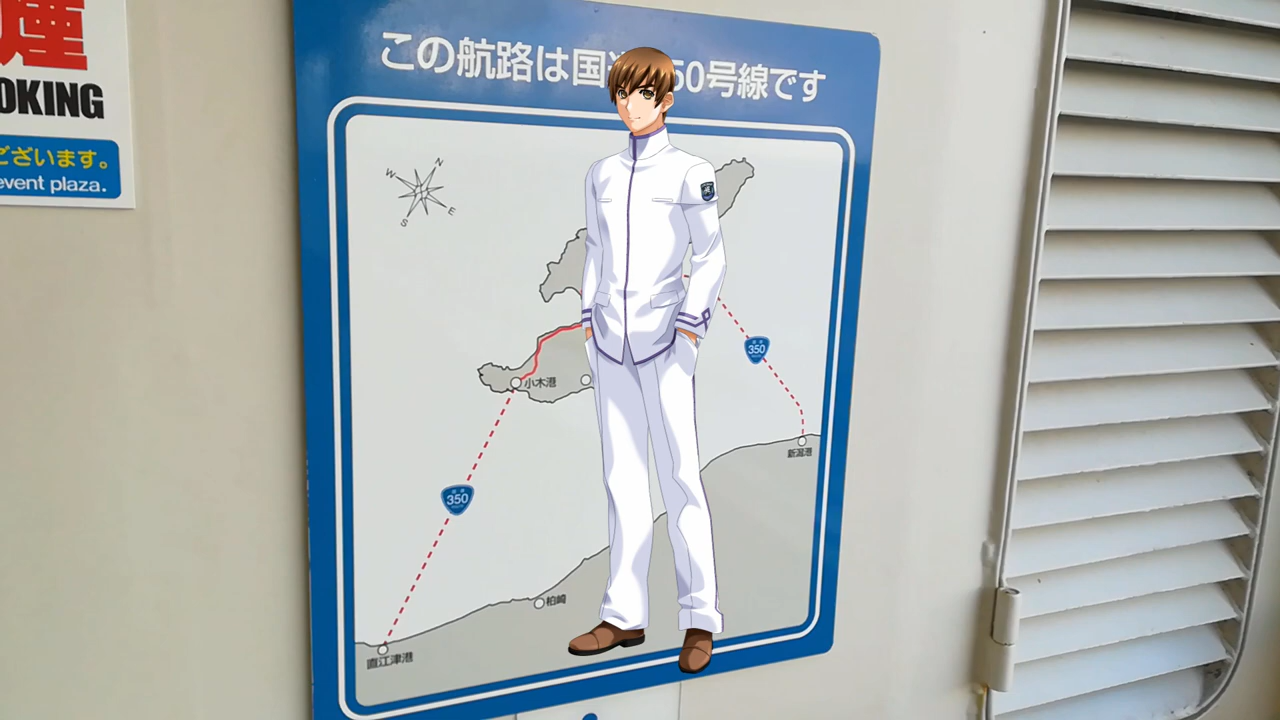 煙
OKING
ございます。
event plaza.
この航路は国 50号線です
N
W
E
S
350
小木港
新潟港
350
柏崎
直江津港